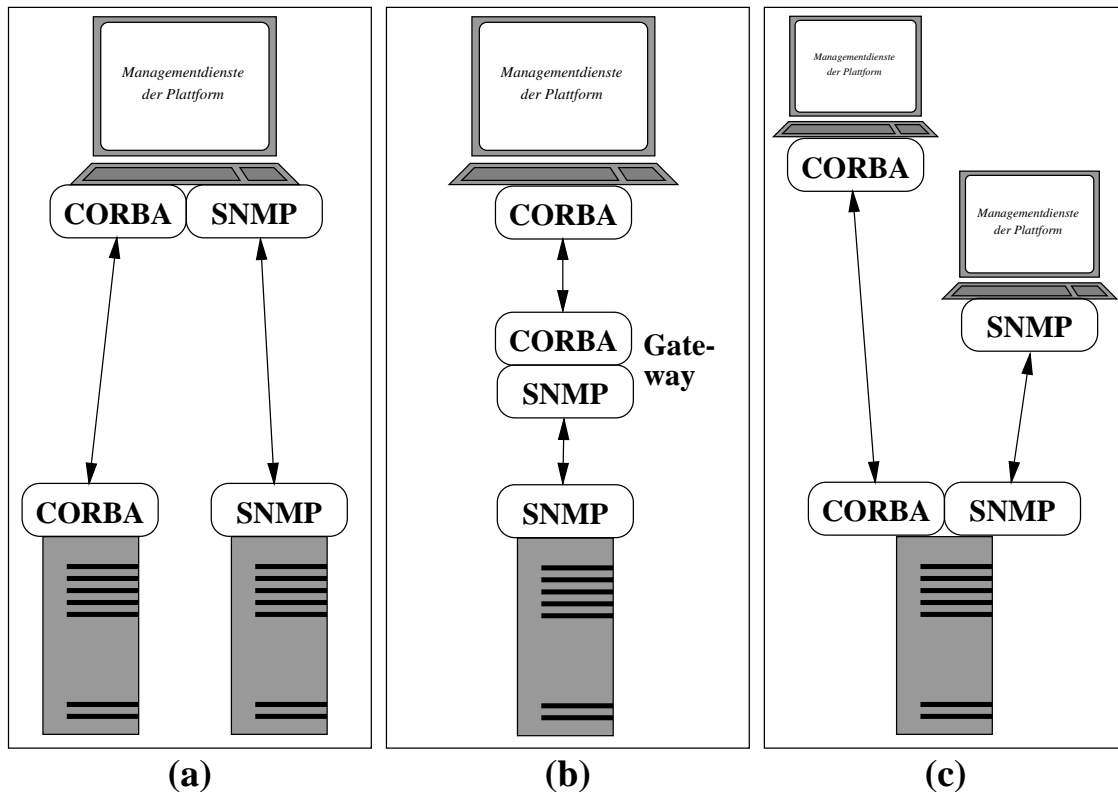 Managementdienste
der Plattform
CORBA
SNMP
CORBA
SNMP
(a)
Managementdienste
der Plattform
CORBA
CORBA
SNMP
Gate-
way
SNMP
(b)
Managementdienste
der Plattform
CORBA
Managementdienste
der Plattform
SNMP
CORBA
SNMP
(c)